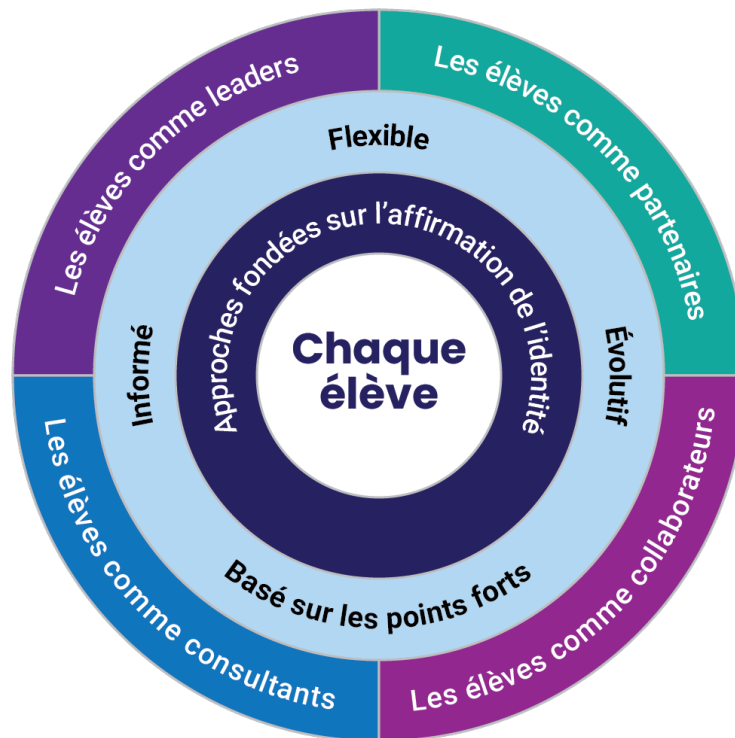 Les élèves comme leaders
Les élèves comme partenaires
Flexible
Approches fondées sur l'affirmation de l'identité
Informé
Chaque
élève
Évolutif
Basé sur les points forts
Les élèves comme consultants
Les élèves comme collaborateurs